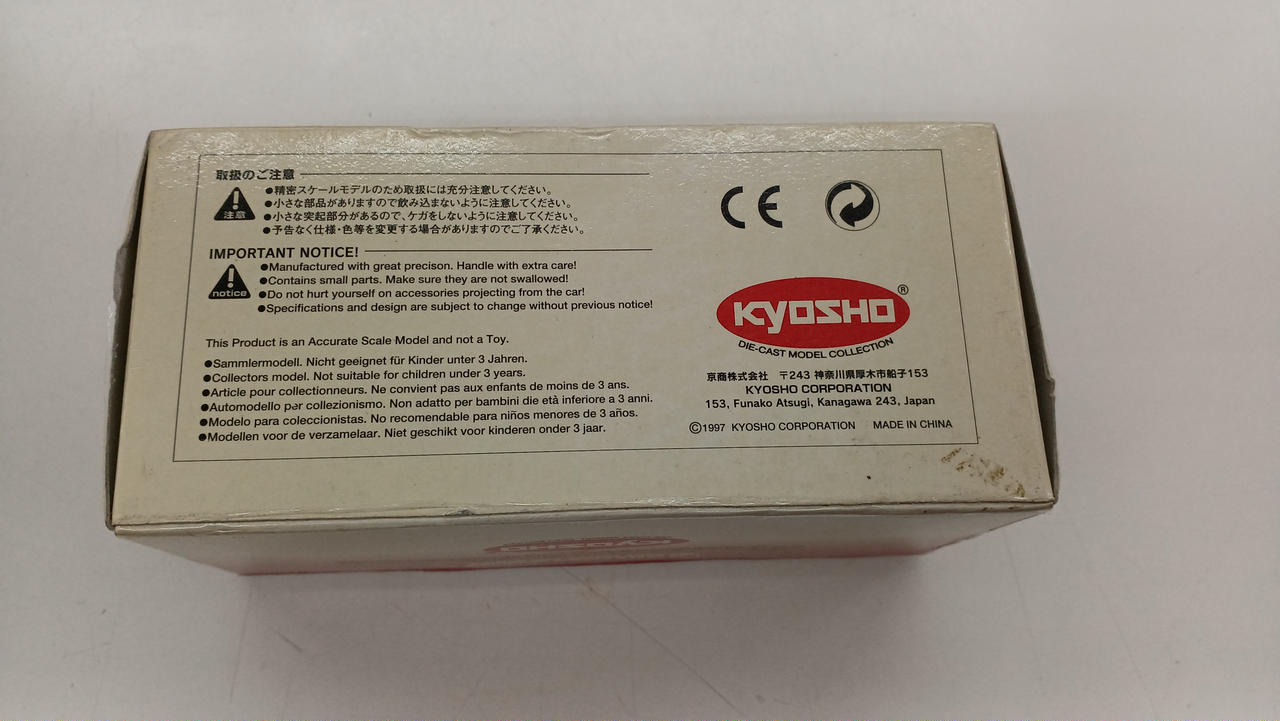 取扱のご注意
注意
●精密スケールモデルのため取扱には充分注意してください。
●小さな部品がありますので飲み込まないように注意してください。
●小さな突起部分があるので、ケガをしないように注意してください。
●予告なく仕様・色等を変更する場合がありますのでご了承ください。
IMPORTANT NOTICE!
notice
●Manufactured with great precison. Handle with extra care!
●Contains small parts. Make sure they are not swallowed!
●Do not hurt yourself on accessories projecting from the car!
●Specifications and design are subject to change without previous notice!
This Product is an Accurate Scale Model and not a Toy.
●Sammlermodell. Nicht geeignet für Kinder unter 3 Jahren.
●Collectors model. Not suitable for children under 3 years.
●Article pour collectionneurs. Ne convient pas aux enfants de moins de 3 ans.
●Automodello par collezionismo. Non adatto per bambini die età inferiore a 3 anni.
●Modelo para coleccionistas. No recomendable para niños menores de 3 años.
●Modellen voor de verzamelaar. Niet geschikt voor kinderen onder 3 jaar.
CE
KYOSHO®
DIE-CAST MODEL COLLECTION
京商株式会社 〒243 神奈川県厚木市船子153
KYOSHO CORPORATION
153, Funako Atsugi, Kanagawa 243, Japan
©1997 KYOSHO CORPORATION MADE IN CHINA
KYOSHO